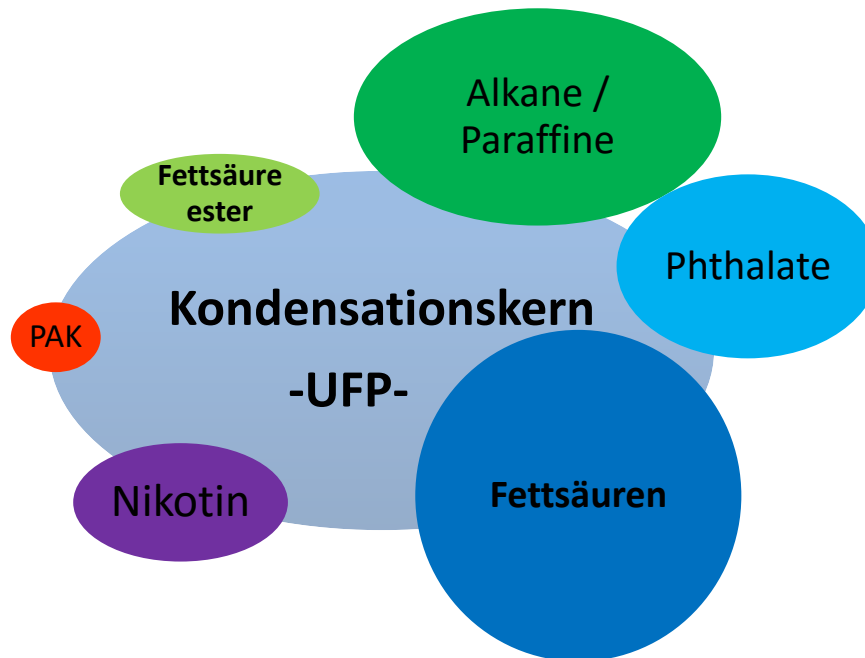 Alkane /
Paraffine
Fettsäure
ester
Phthalate
Kondensationskern
PAK
-UFP-
Nikotin
Fettsäuren